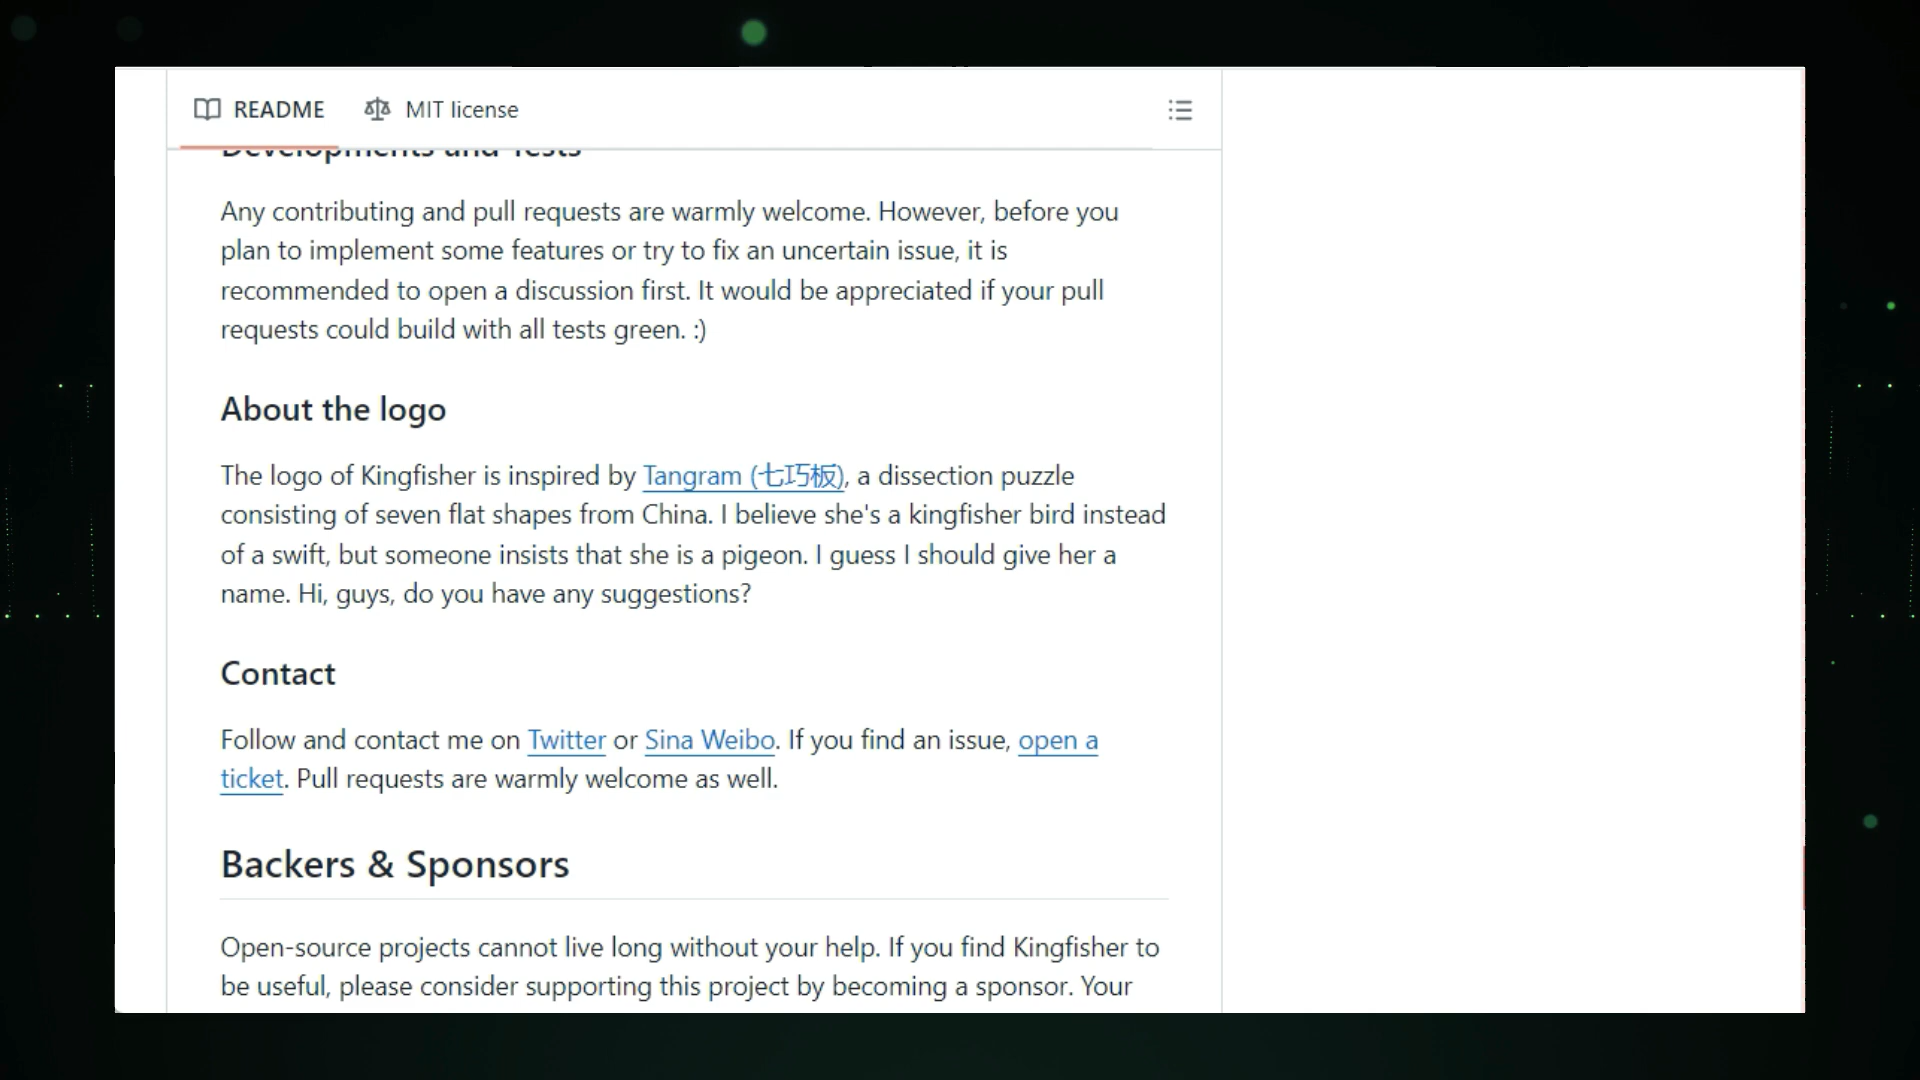 README
MIT license
Developments and Tests
Any contributing and pull requests are warmly welcome. However, before you
plan to implement some features or try to fix an uncertain issue, it is
recommended to open a discussion first. It would be appreciated if your pull
requests could build with all tests green. :)
About the logo
The logo of Kingfisher is inspired by Tangram (七巧板), a dissection puzzle
consisting of seven flat shapes from China. I believe she's a kingfisher bird instead
of a swift, but someone insists that she is a pigeon. I guess I should give her a
name. Hi, guys, do you have any suggestions?
Contact
Follow and contact me on Twitter or Sina Weibo. If you find an issue, open a
ticket. Pull requests are warmly welcome as well.
Backers & Sponsors
Open-source projects cannot live long without your help. If you find Kingfisher to
be useful, please consider supporting this project by becoming a sponsor. Your